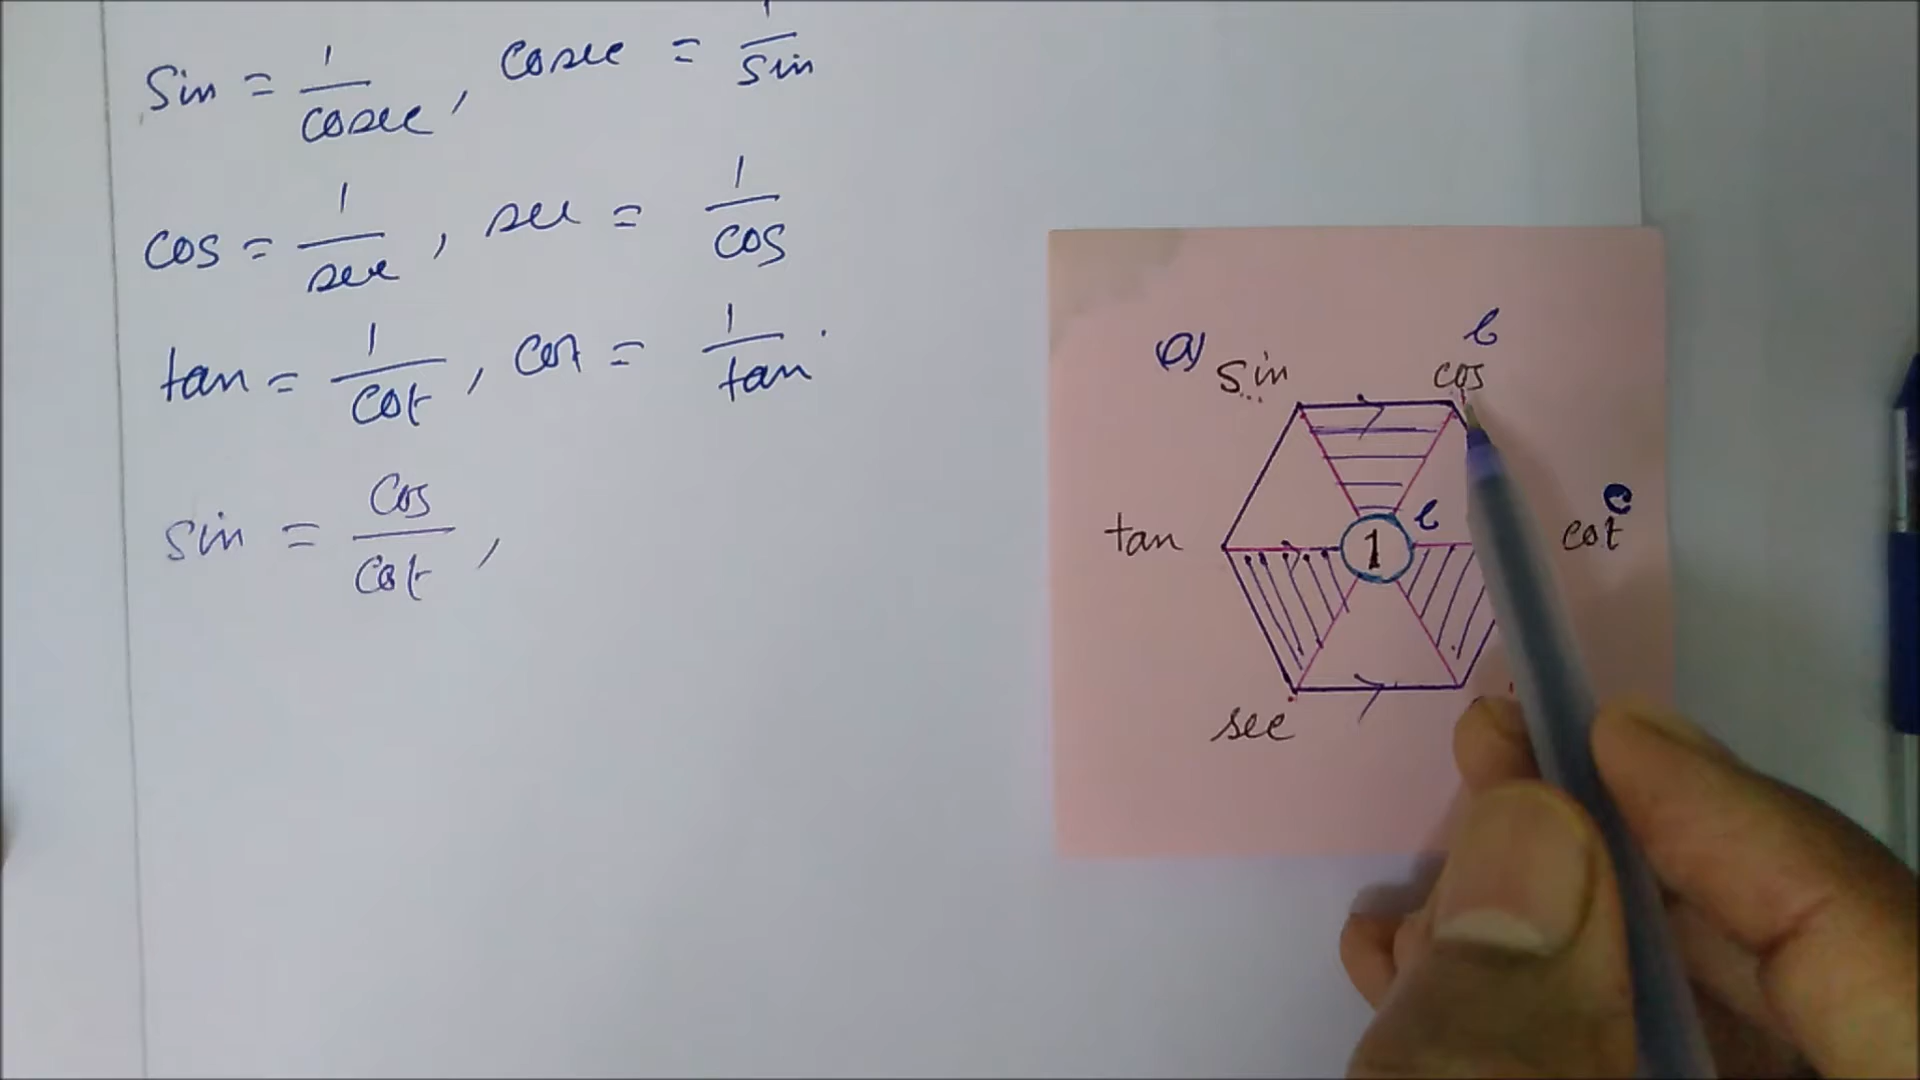 sin = 1/cosec , cosec = 1/sin
cos = 1/sec , sec = 1/cos
tan = 1/cot , cot = 1/tan
sin = cos/cot ,
a) sin
b
cos
c
cot
b
tan
1
sec